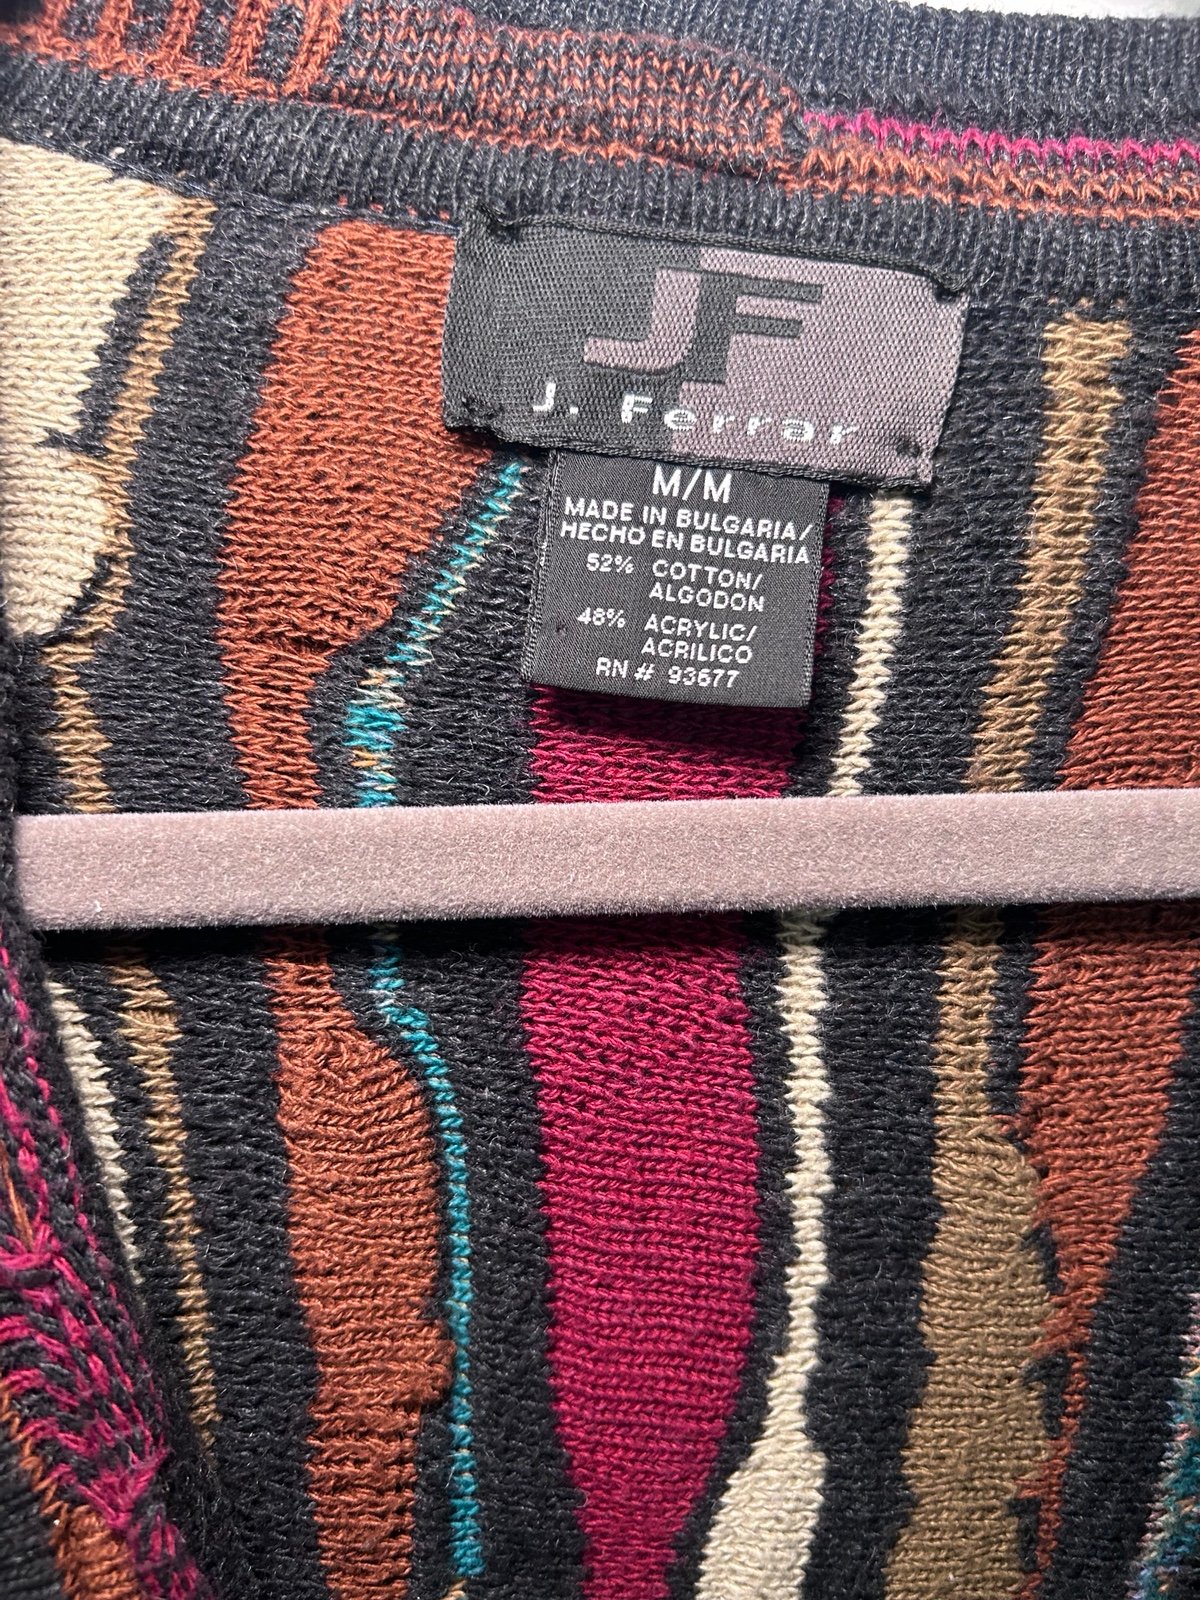 JF
J. Ferrar
M/M
MADE IN BULGARIA/
HECHO EN BULGARIA
52% COTTON/
ALGODON
48% ACRYLIC/
ACRILICO
RN # 93677